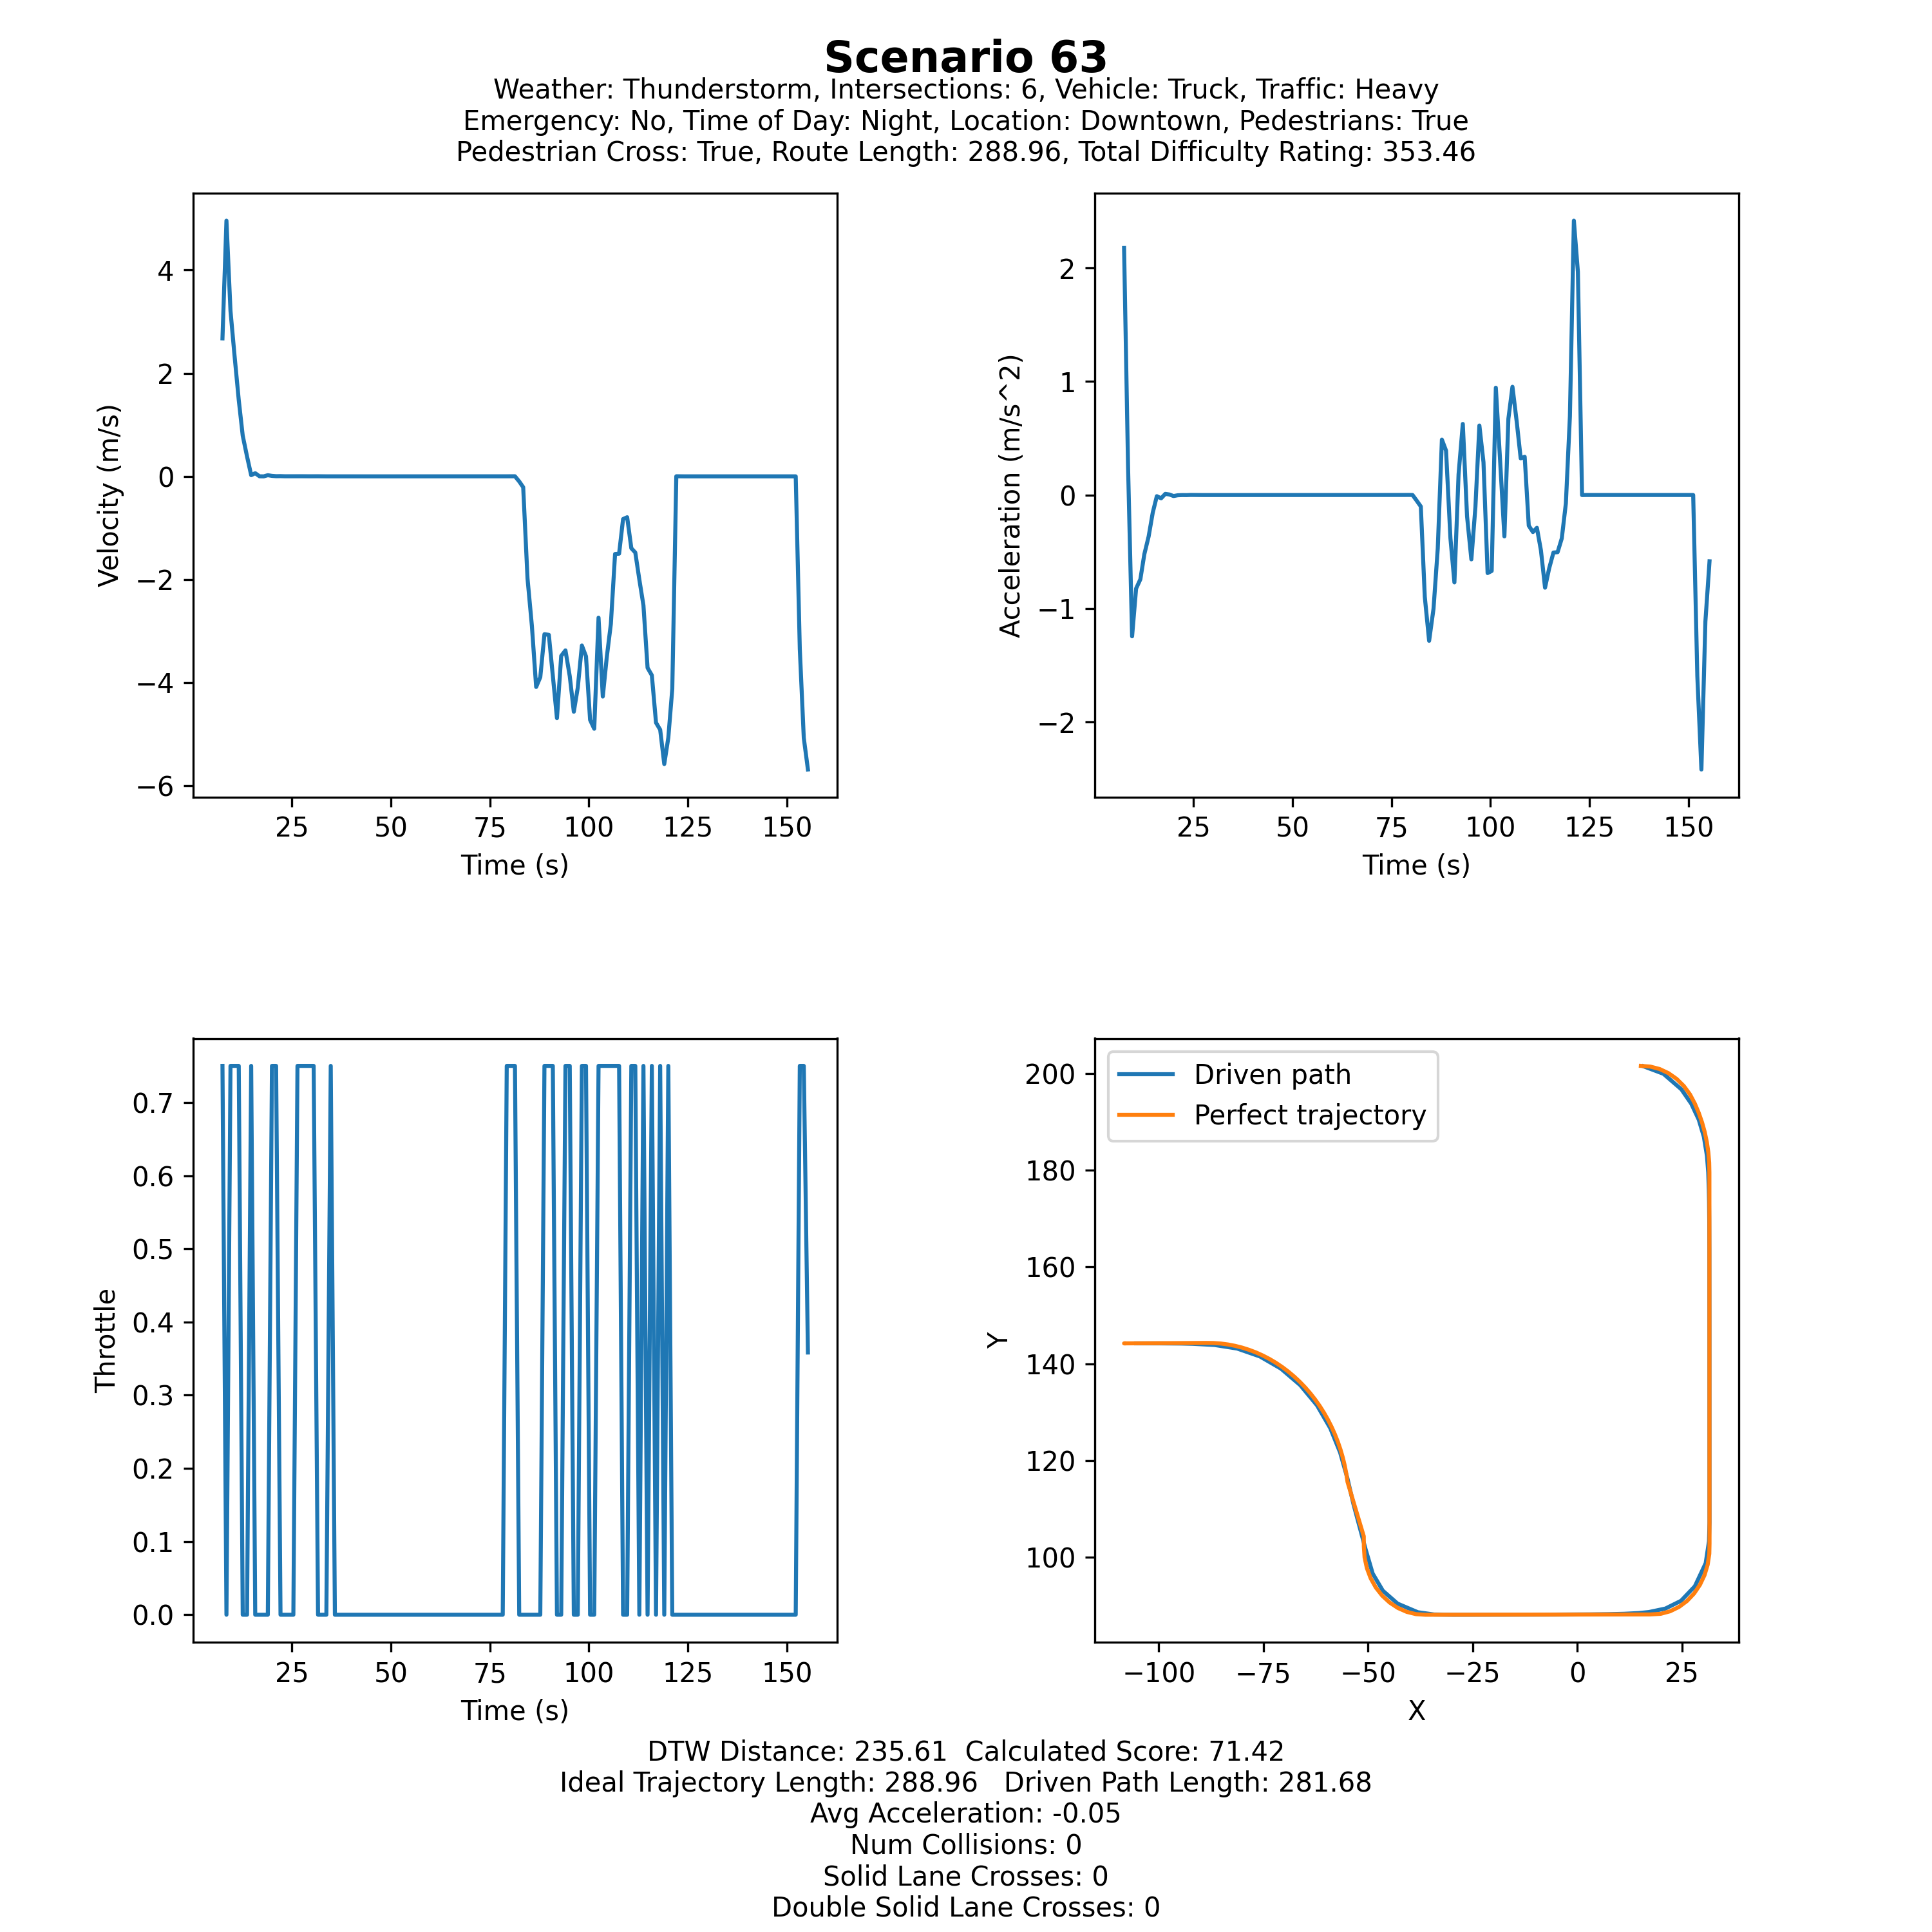 Scenario 63
Weather: Thunderstorm, Intersections: 6, Vehicle: Truck, Traffic: Heavy
Emergency: No, Time of Day: Night, Location: Downtown, Pedestrians: True
Pedestrian Cross: True, Route Length: 288.96, Total Difficulty Rating: 353.46
Velocity (m/s)
4
2
0
−2
−4
−6
25 50 75 100 125 150
Time (s)
Acceleration (m/s^2)
2
1
0
−1
−2
25 50 75 100 125 150
Time (s)
Throttle
0.7
0.6
0.5
0.4
0.3
0.2
0.1
0.0
25 50 75 100 125 150
Time (s)
Driven path
Perfect trajectory
Y
200
180
160
140
120
100
−100 −75 −50 −25 0 25
X
DTW Distance: 235.61  Calculated Score: 71.42
Ideal Trajectory Length: 288.96   Driven Path Length: 281.68
Avg Acceleration: -0.05
Num Collisions: 0
Solid Lane Crosses: 0
Double Solid Lane Crosses: 0